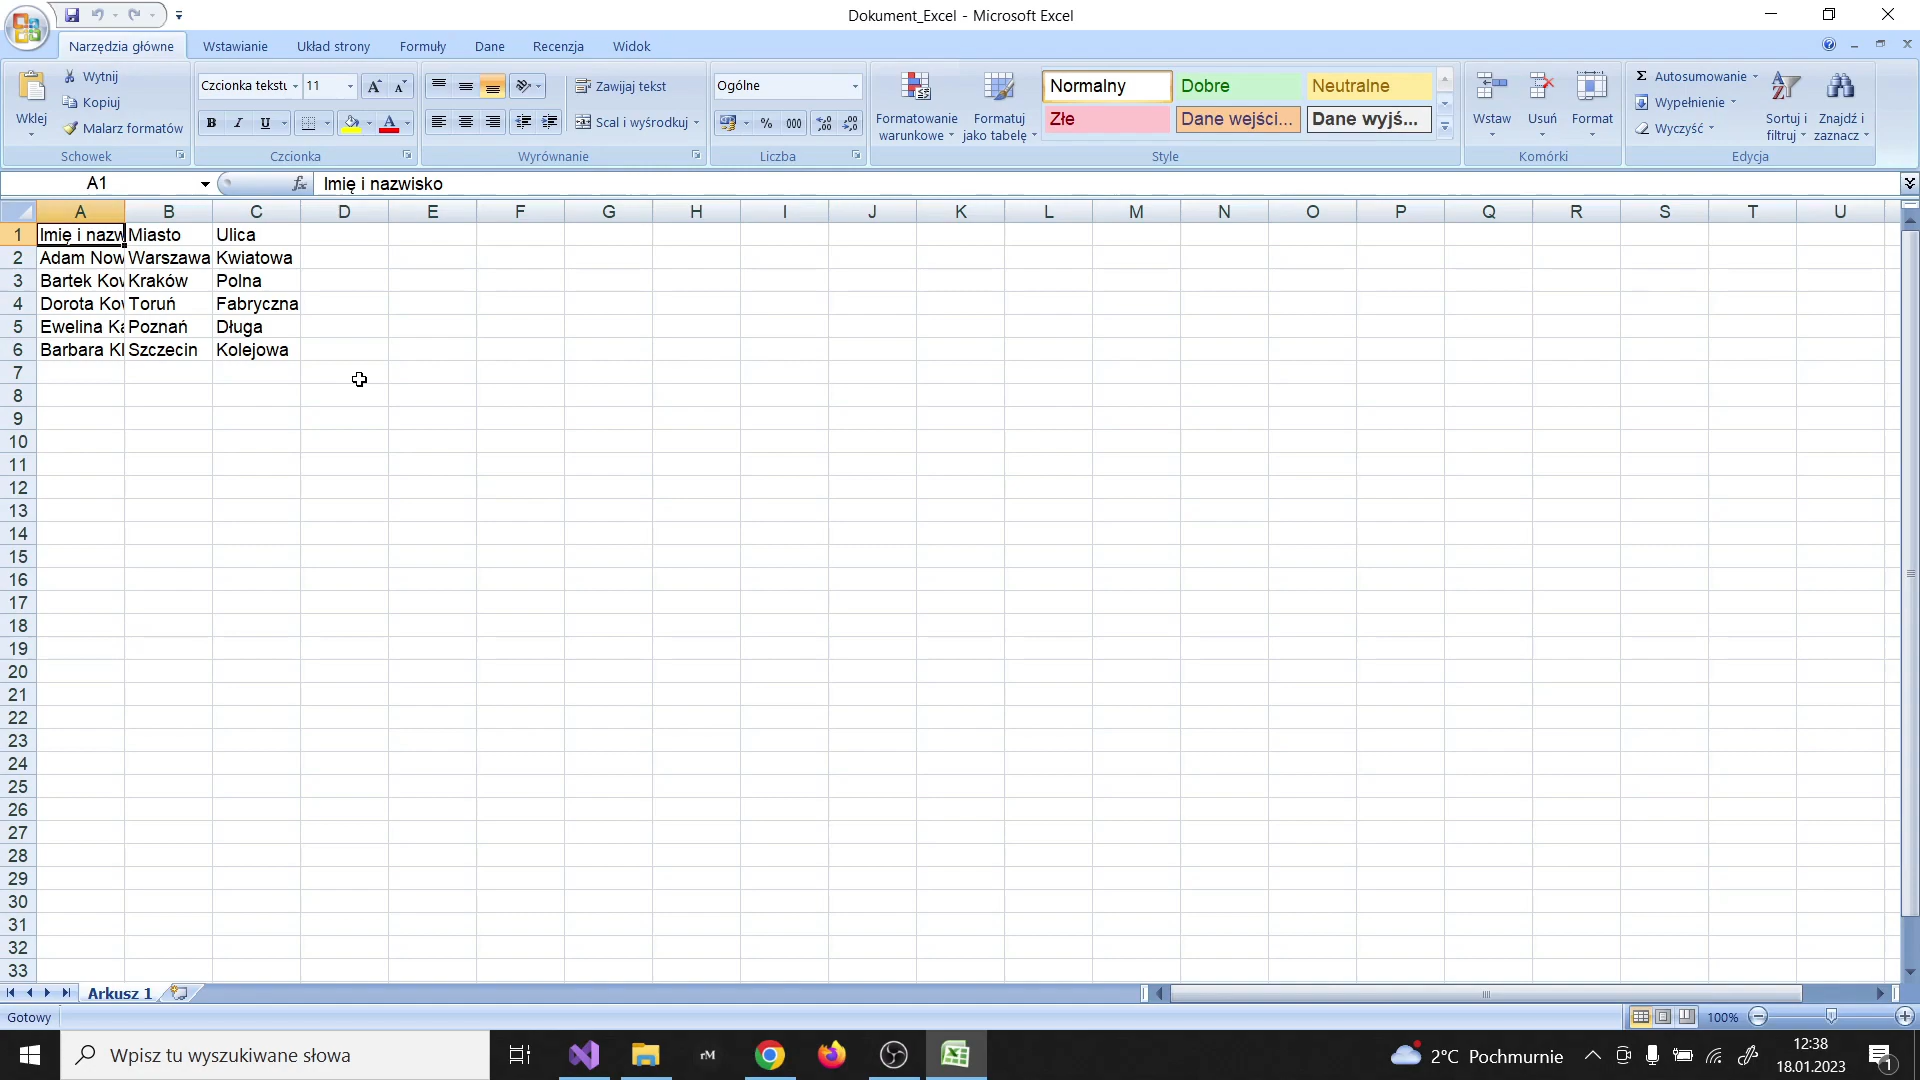 Dokument_Excel - Microsoft Excel
Narzędzia główne Wstawianie Układ strony Formuły Dane Recenzja Widok
Wklej
Wytnij
Kopiuj
Malarz formatów
Schowek
Czcionka tekstu 11
B I U A
Czcionka
Zawijaj tekst
Scal i wyśrodkuj
Wyrównanie
Ogólne
% 000
Liczba
Formatowanie warunkowe
Formatuj jako tabelę
Normalny Dobre Neutralne
Złe Dane wejści... Dane wyjś...
Style
Wstaw Usuń Format
Komórki
Σ Autosumowanie
Wypełnienie
Wyczyść
Sortuj i filtruj
Znajdź i zaznacz
Edycja
A1 fx Imię i nazwisko
A B C D E F G H I J K L M N O P Q R S T U
1 Imię i nazw Miasto Ulica
2 Adam Now Warszawa Kwiatowa
3 Bartek Kov Kraków Polna
4 Dorota Kov Toruń Fabryczna
5 Ewelina Ka Poznań Długa
6 Barbara Kl Szczecin Kolejowa
7
8
9
10
11
12
13
14
15
16
17
18
19
20
21
22
23
24
25
26
27
28
29
30
31
32
33
Arkusz 1
Gotowy 100%
Wpisz tu wyszukiwane słowa rM 2°C Pochmurnie
12:38
18.01.2023
1